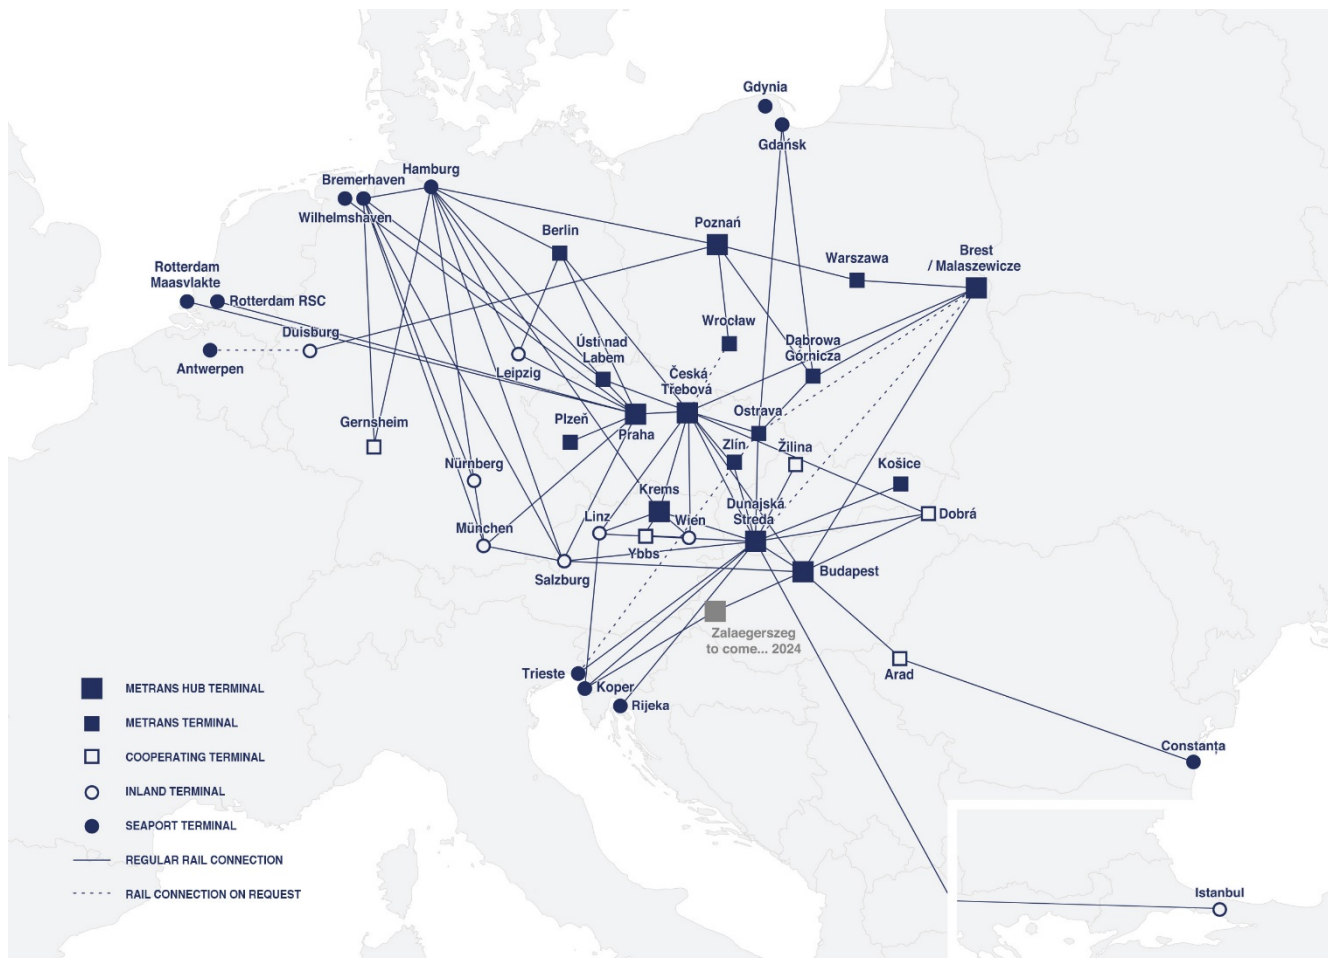 Gdynia
Gdańsk
Hamburg
Bremerhaven
Wilhelmshaven
Berlin
Poznań
Warszawa
Brest
/ Malaszewicze
Rotterdam
Maasvlakte
Rotterdam RSC
Duisburg
Antwerpen
Leipzig
Ústí nad
Labem
Wrocław
Česká
Třebová
Dąbrowa
Górnicza
Gernsheim
Plzeň
Praha
Ostrava
Zlín
Žilina
Košice
Nürnberg
Krems
Dunajská
Streda
Dobrá
München
Linz
Wien
Ybbs
Salzburg
Budapest
Zalaegerszeg
to come... 2024
Trieste
Koper
Rijeka
Arad
Constanța
Istanbul
METRANS HUB TERMINAL
METRANS TERMINAL
COOPERATING TERMINAL
INLAND TERMINAL
SEAPORT TERMINAL
REGULAR RAIL CONNECTION
RAIL CONNECTION ON REQUEST